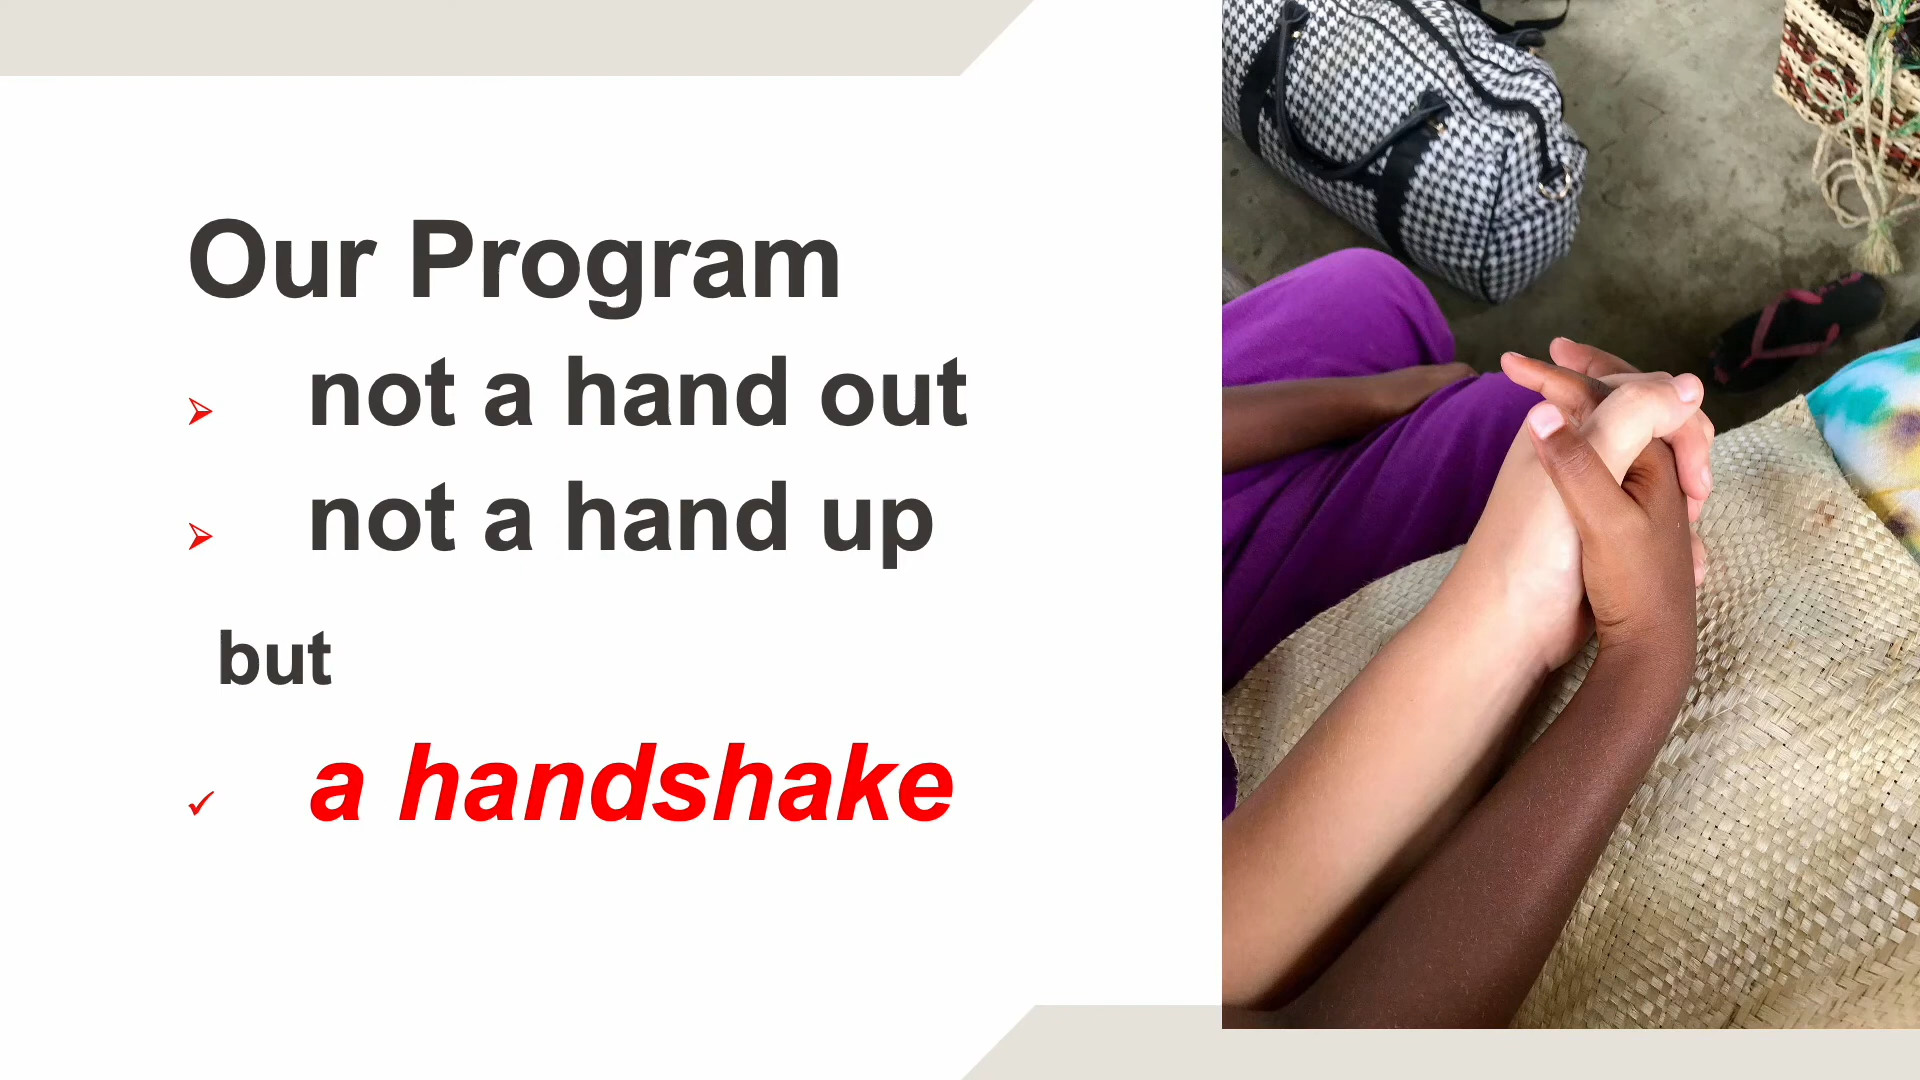 Our Program
➢ not a hand out
➢ not a hand up
but
✓ a handshake